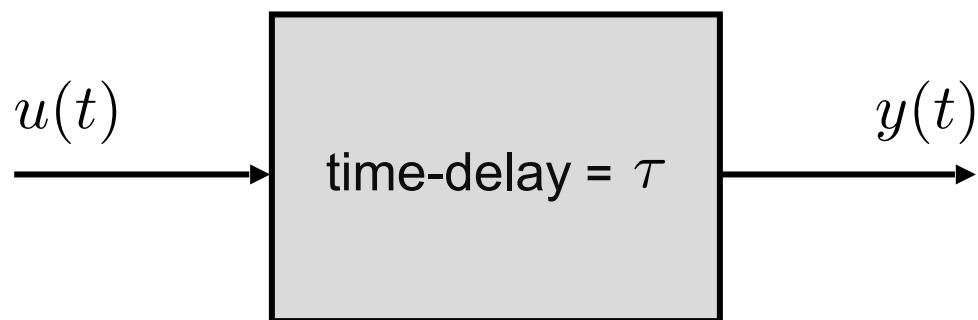 u(t)
y(t)
time-delay = τ